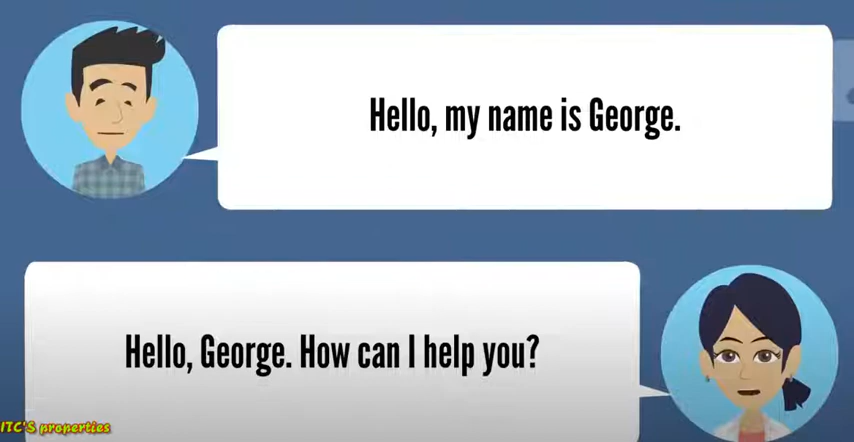 Hello, my name is George.
Hello, George. How can I help you?
ITC'S properties